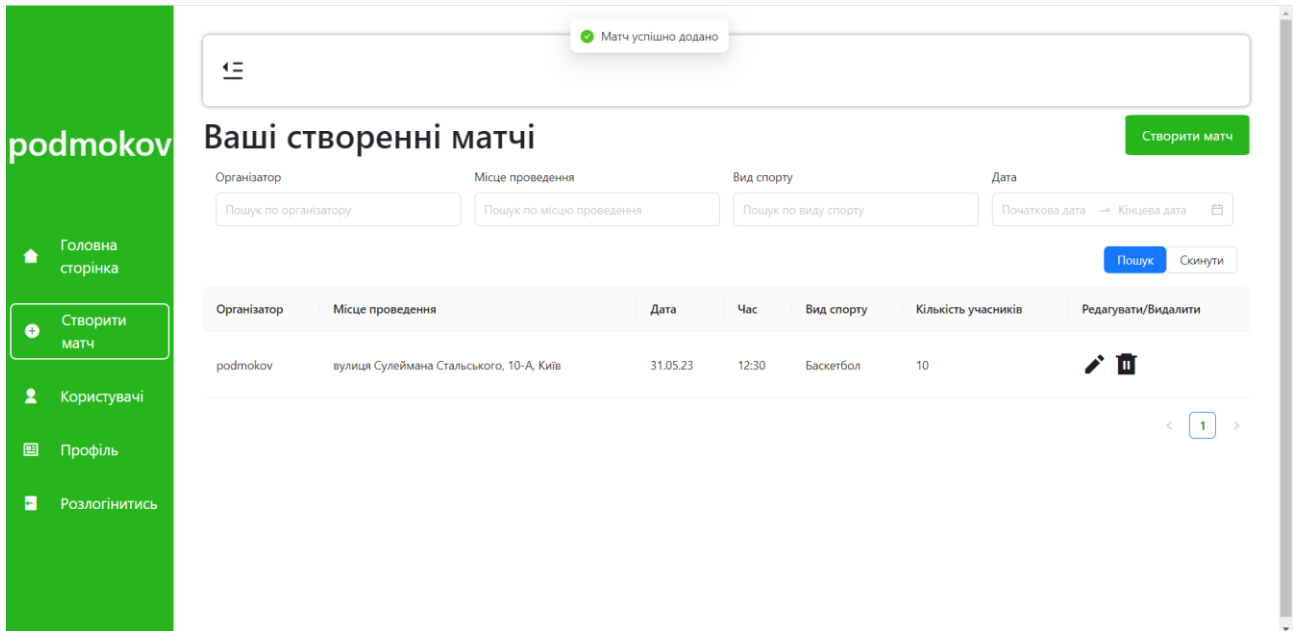 Матч успішно додано
podmokov
Ваші створенні матчі
Створити матч
Організатор
Місце проведення
Вид спорту
Дата
Пошук по організатору
Пошук по місцю проведення
Пошук по виду спорту
Початкова дата
Кінцева дата
Пошук
Скинути
Головна
сторінка
Створити
матч
Користувачі
Профіль
Розлогінитись
Організатор Місце проведення Дата Час Вид спорту Кількість учасників Редагувати/Видалити
podmokov вулиця Сулеймана Стальського, 10-А, Київ 31.05.23 12:30 Баскетбол 10
< 1 >